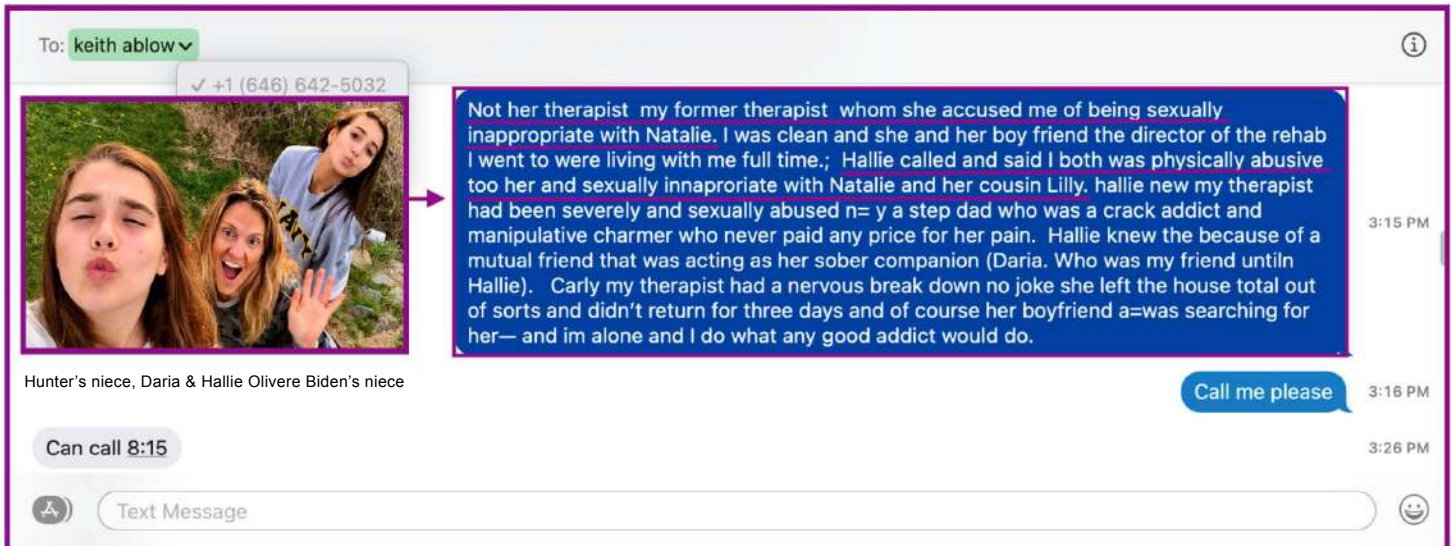 To: keith ablow
✓ +1 (646) 642-5032
NAVY
Not her therapist my former therapist whom she accused me of being sexually
inappropriate with Natalie. I was clean and she and her boy friend the director of the rehab
I went to were living with me full time.; Hallie called and said I both was physically abusive
too her and sexually innaproriate with Natalie and her cousin Lilly. hallie new my therapist
had been severely and sexually abused n= y a step dad who was a crack addict and
manipulative charmer who never paid any price for her pain. Hallie knew the because of a
mutual friend that was acting as her sober companion (Daria. Who was my friend untiln
Hallie). Carly my therapist had a nervous break down no joke she left the house total out
of sorts and didn’t return for three days and of course her boyfriend a=was searching for
her— and im alone and I do what any good addict would do.
3:15 PM
Hunter’s niece, Daria & Hallie Olivere Biden’s niece
Call me please
3:16 PM
Can call 8:15
3:26 PM
Text Message